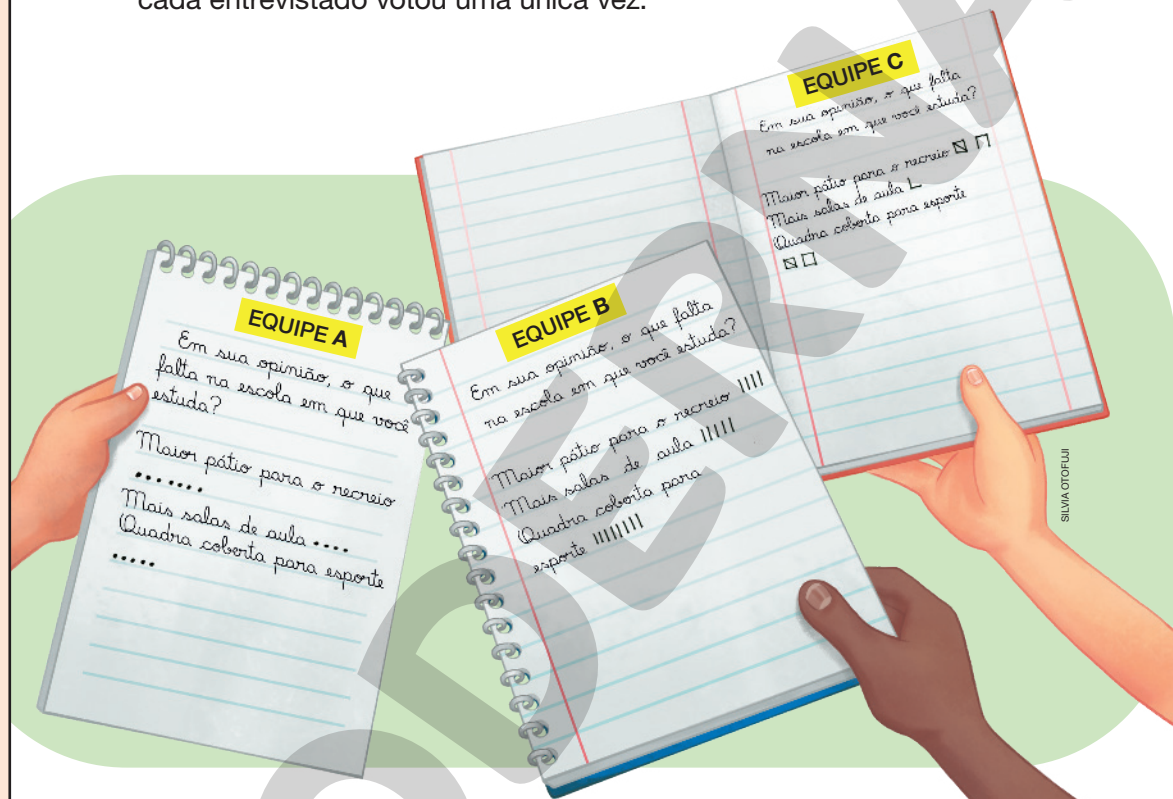 cada entrevistado votou uma única vez.
EQUIPE C
Em sua opinião, o que falta
na escola em que você estuda?
Maior pátio para o recreio
Mais salas de aula
Quadra coberta para esporte
EQUIPE A
Em sua opinião, o que
falta na escola em que você
estuda?
Maior pátio para o recreio
.......
Mais salas de aula ....
Quadra coberta para esporte
.....
EQUIPE B
Em sua opinião, o que falta
na escola em que você estuda?
Maior pátio para o recreio ||||
Mais salas de aula |||||
Quadra coberta para
esporte ||||||||
SILVIA OTOFUJI